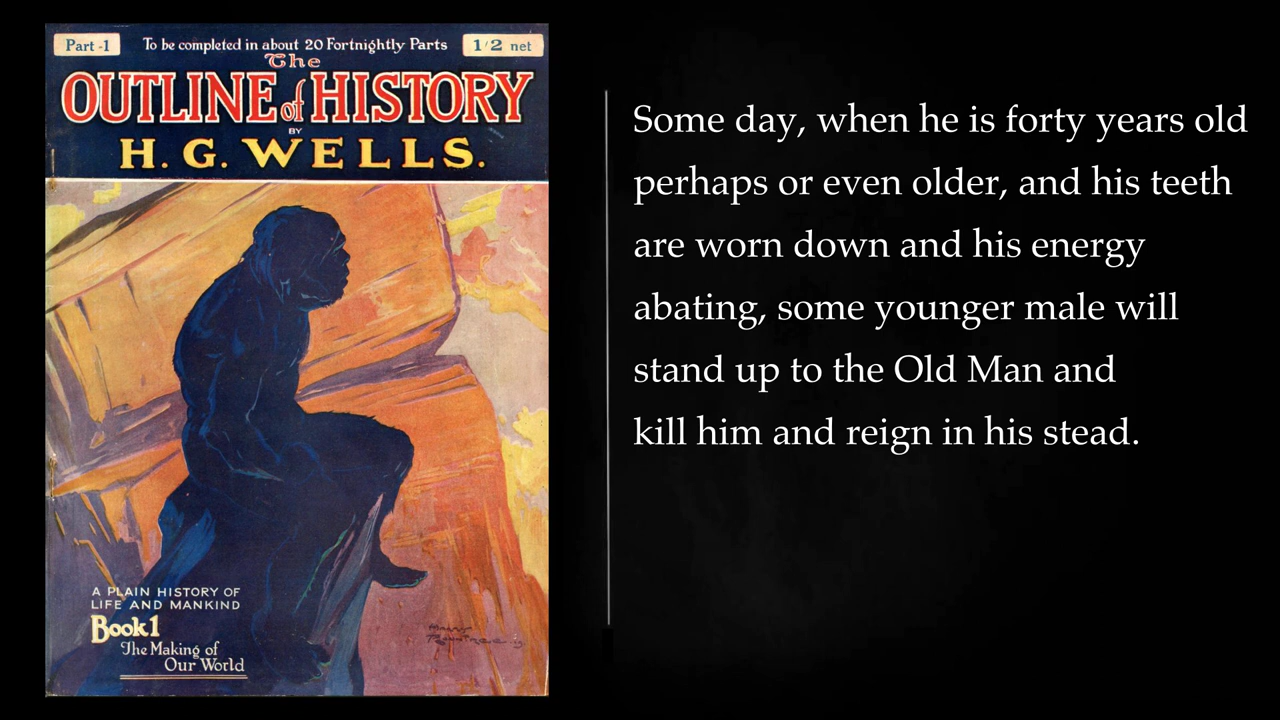 Part -1
To be completed in about 20 Fortnightly Parts
1/2 net
The
OUTLINE of HISTORY
BY
H. G. WELLS.
A PLAIN HISTORY OF
LIFE AND MANKIND
Book 1
The Making of
Our World
Some day, when he is forty years old
perhaps or even older, and his teeth
are worn down and his energy
abating, some younger male will
stand up to the Old Man and
kill him and reign in his stead.